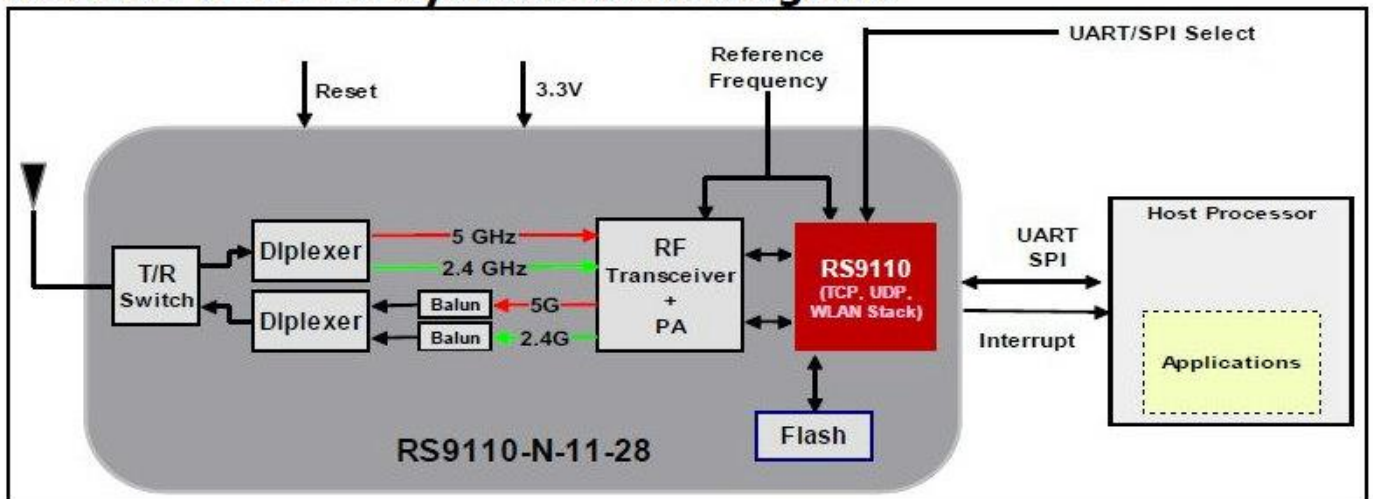 UART/SPI Select
Reference
Frequency
Reset
3.3V
Host Processor
DIplexer
5 GHz
2.4 GHz
T/R
Switch
RF
Transceiver
+
PA
RS9110
(TCP, UDP,
WLAN Stack)
UART
SPI
DIplexer
Balun
5G
Balun
2.4G
Interrupt
Applications
Flash
RS9110-N-11-28